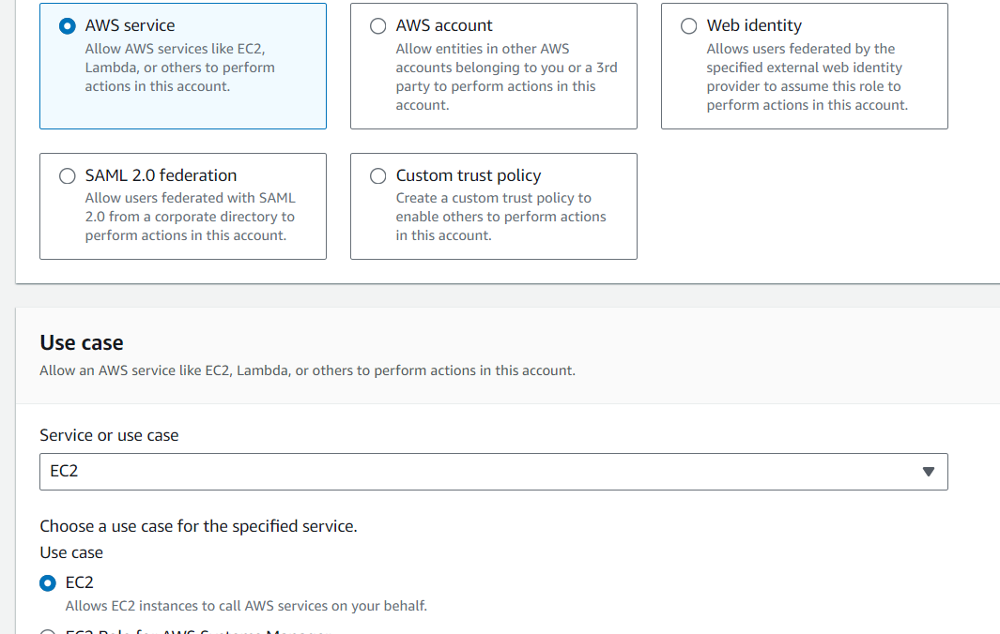 AWS service
Allow AWS services like EC2,
Lambda, or others to perform
actions in this account.
AWS account
Allow entities in other AWS
accounts belonging to you or a 3rd
party to perform actions in this
account.
Web identity
Allows users federated by the
specified external web identity
provider to assume this role to
perform actions in this account.
SAML 2.0 federation
Allow users federated with SAML
2.0 from a corporate directory to
perform actions in this account.
Custom trust policy
Create a custom trust policy to
enable others to perform actions
in this account.
Use case
Allow an AWS service like EC2, Lambda, or others to perform actions in this account.
Service or use case
EC2
Choose a use case for the specified service.
Use case
EC2
Allows EC2 instances to call AWS services on your behalf.
EC2 Role for AWS Systems Manager